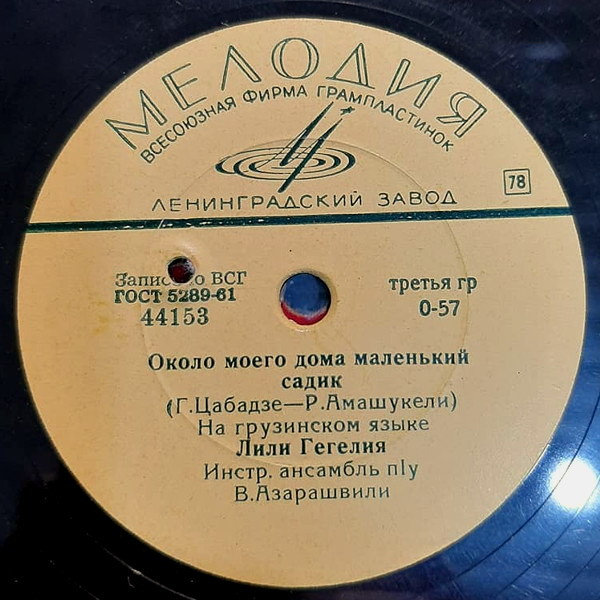 МЕЛОДИЯ
ВСЕСОЮЗНАЯ ФИРМА ГРАМПЛАСТИНОК
ЛЕНИНГРАДСКИЙ ЗАВОД
78
ВСГ
ГОСТ 5289-61
44153
третья гр
0-57
Около моего дома маленький
садик
(Г.Цабадзе—Р.Амашукели)
На грузинском языке
Лили Гегелия
Инстр. ансамбль п/у
В.Азарашвили